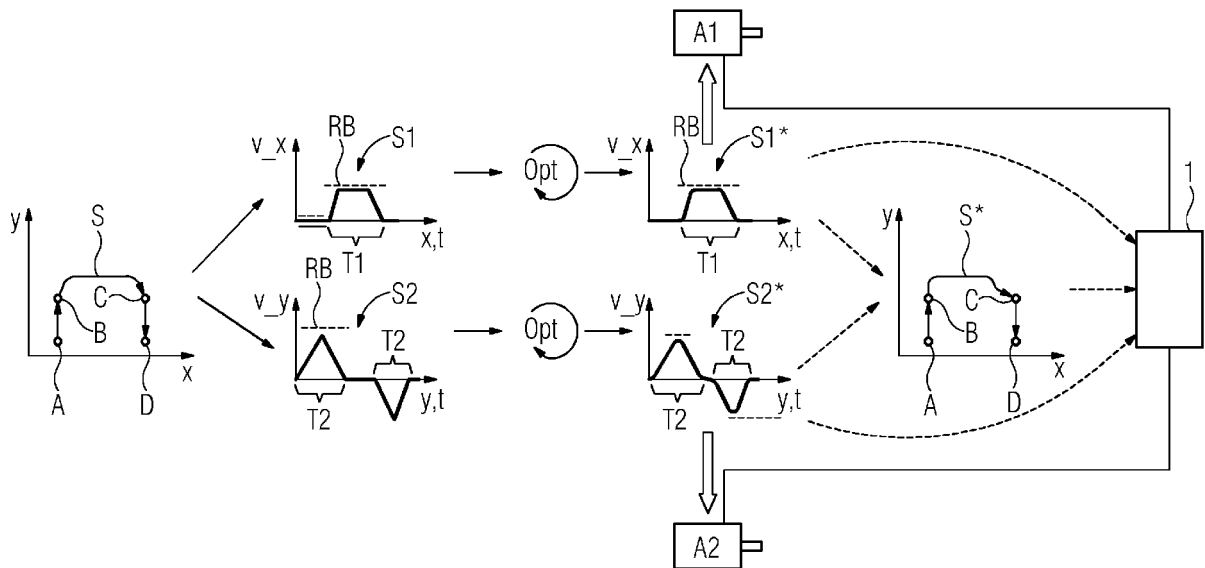 A1
RB
S1
v_x
x,t
T1
Opt
RB
S1*
v_x
x,t
T1
1
y
S
C
B
x
A
D
RB
S2
v_y
T2
y,t
T2
Opt
S2*
v_y
T2
y,t
T2
y
S*
C
B
x
A
D
A2